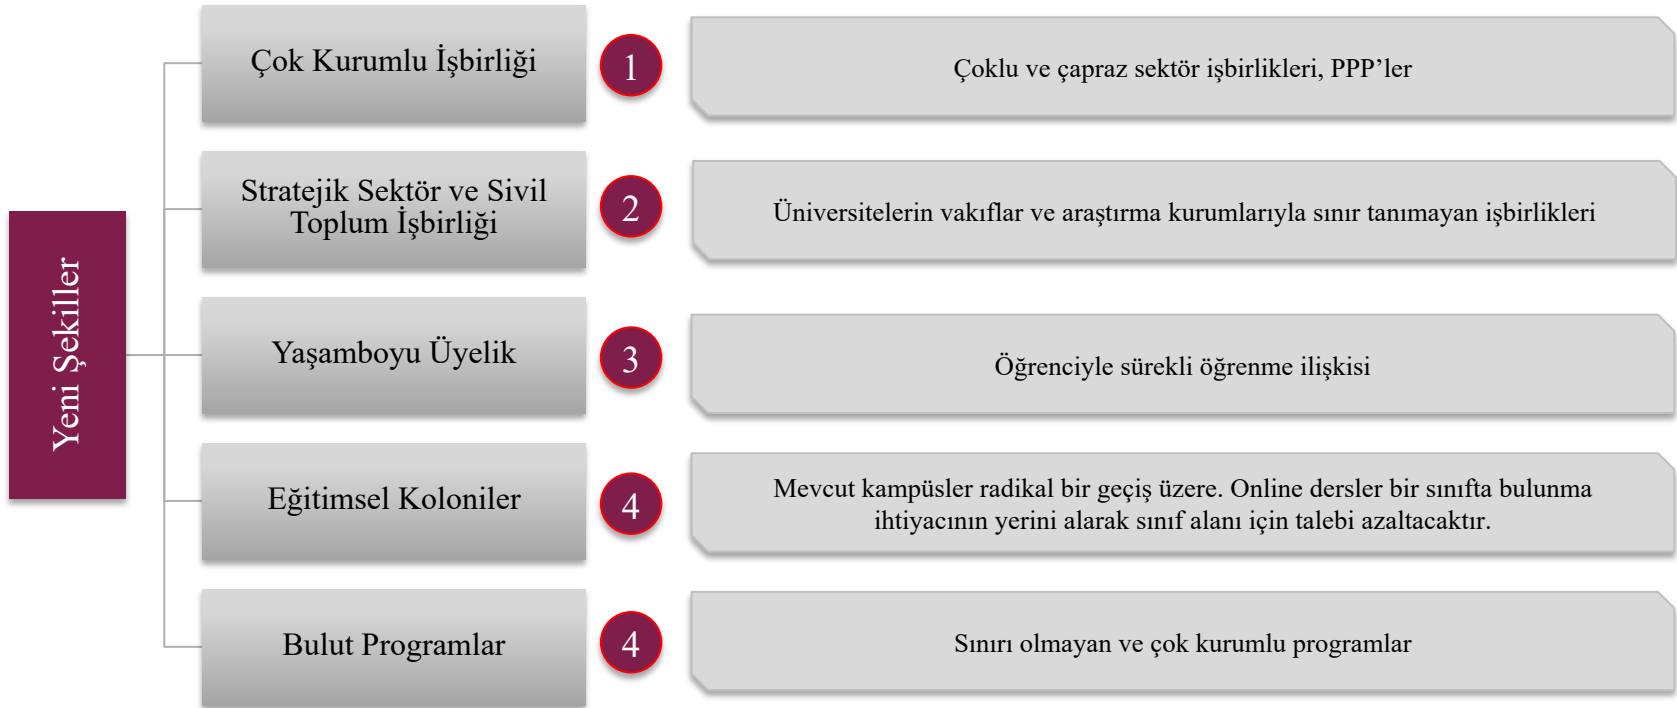 Yeni Şekiller
Çok Kurumlu İşbirliği
1
Çoklu ve çapraz sektör işbirlikleri, PPP’ler
Stratejik Sektör ve Sivil
Toplum İşbirliği
2
Üniversitelerin vakıflar ve araştırma kurumlarıyla sınır tanımayan işbirlikleri
Yaşamboyu Üyelik
3
Öğrenciyle sürekli öğrenme ilişkisi
Eğitimsel Koloniler
4
Mevcut kampüsler radikal bir geçiş üzere. Online dersler bir sınıfta bulunma
ihtiyacının yerini alarak sınıf alanı için talebi azaltacaktır.
Bulut Programlar
4
Sınırı olmayan ve çok kurumlu programlar